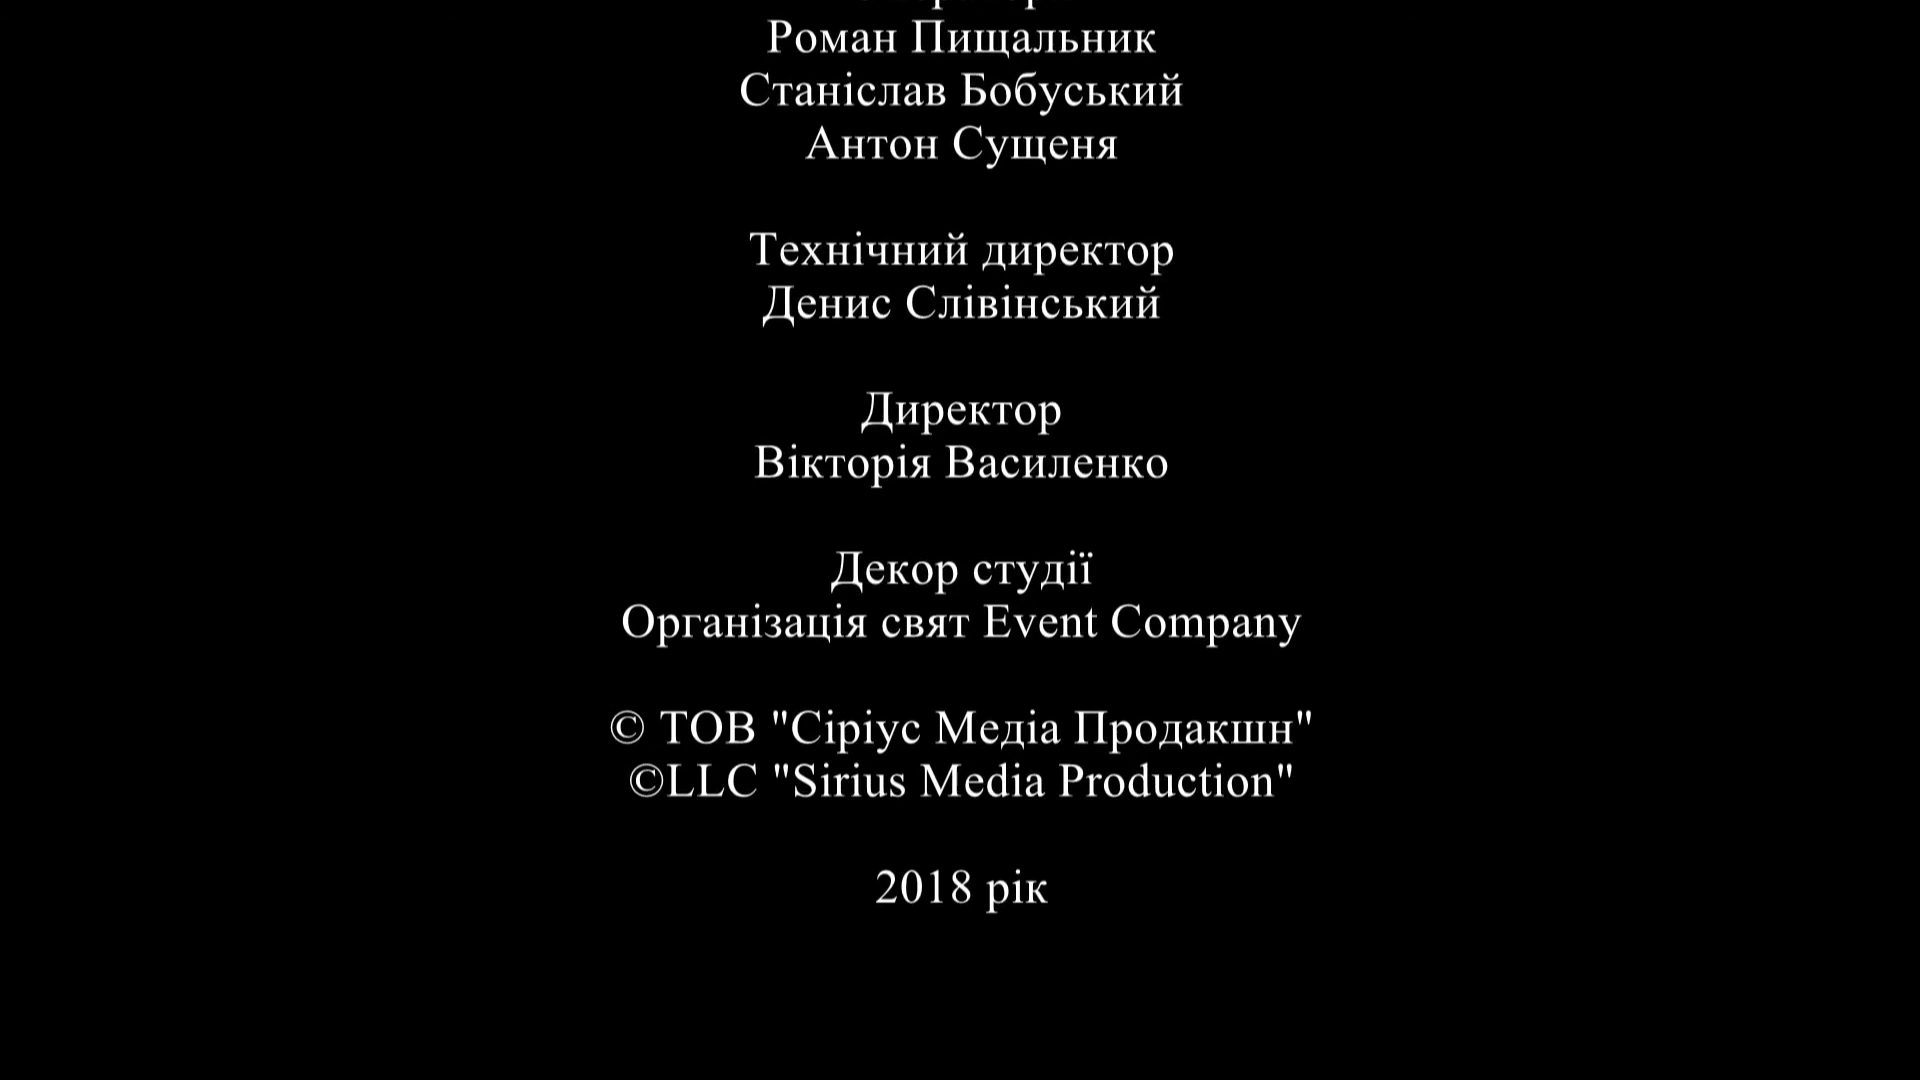 Роман Пищальник
Станіслав Бобуський
Антон Сущеня
Технічний директор
Денис Слівінський
Директор
Вікторія Василенко
Декор студії
Організація свят Event Company
© ТОВ "Сіріус Медіа Продакшн"
©LLC "Sirius Media Production"
2018 рік